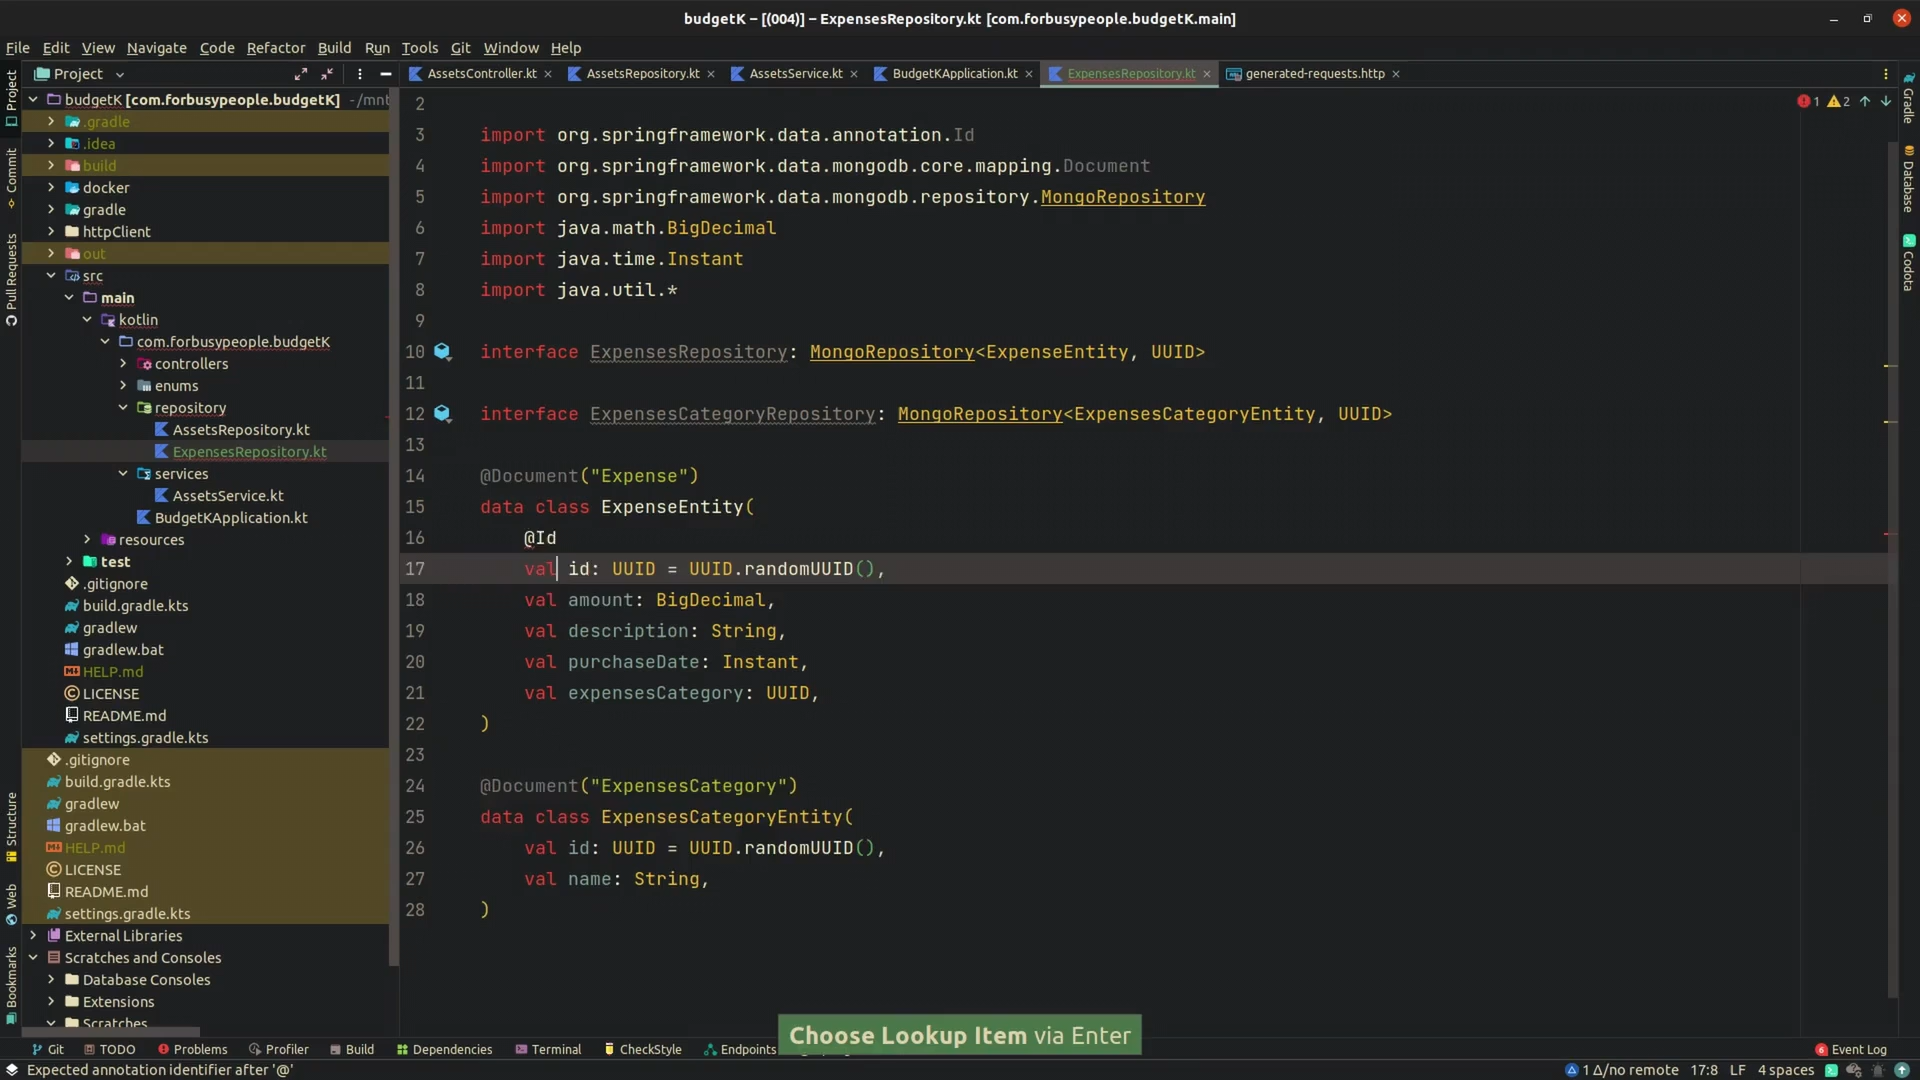 budgetK – [(004)] – ExpensesRepository.kt [com.forbusypeople.budgetK.main]
File Edit View Navigate Code Refactor Build Run Tools Git Window Help
Project
AssetsController.kt
AssetsRepository.kt
AssetsService.kt
BudgetKApplication.kt
ExpensesRepository.kt
generated-requests.http
Project
Commit
Pull Requests
Structure
Web
Bookmarks
budgetK [com.forbusypeople.budgetK] ~/mnt
.gradle
.idea
build
docker
gradle
httpClient
out
src
main
kotlin
com.forbusypeople.budgetK
controllers
enums
repository
AssetsRepository.kt
ExpensesRepository.kt
services
AssetsService.kt
BudgetKApplication.kt
resources
test
.gitignore
build.gradle.kts
gradlew
gradlew.bat
HELP.md
LICENSE
README.md
settings.gradle.kts
.gitignore
build.gradle.kts
gradlew
gradlew.bat
HELP.md
LICENSE
README.md
settings.gradle.kts
External Libraries
Scratches and Consoles
Database Consoles
Extensions
Scratches
1 2
2
3 import org.springframework.data.annotation.Id
4 import org.springframework.data.mongodb.core.mapping.Document
5 import org.springframework.data.mongodb.repository.MongoRepository
6 import java.math.BigDecimal
7 import java.time.Instant
8 import java.util.*
9
10 interface ExpensesRepository: MongoRepository<ExpenseEntity, UUID>
11
12 interface ExpensesCategoryRepository: MongoRepository<ExpensesCategoryEntity, UUID>
13
14 @Document("Expense")
15 data class ExpenseEntity(
16 @Id
17 val id: UUID = UUID.randomUUID(),
18 val amount: BigDecimal,
19 val description: String,
20 val purchaseDate: Instant,
21 val expensesCategory: UUID,
22 )
23
24 @Document("ExpensesCategory")
25 data class ExpensesCategoryEntity(
26 val id: UUID = UUID.randomUUID(),
27 val name: String,
28 )
Gradle
Database
Codota
Choose Lookup Item via Enter
Git TODO Problems Profiler Build Dependencies Terminal CheckStyle Endpoints
6 Event Log
Expected annotation identifier after '@'
1 Δ/no remote 17:8 LF 4 spaces